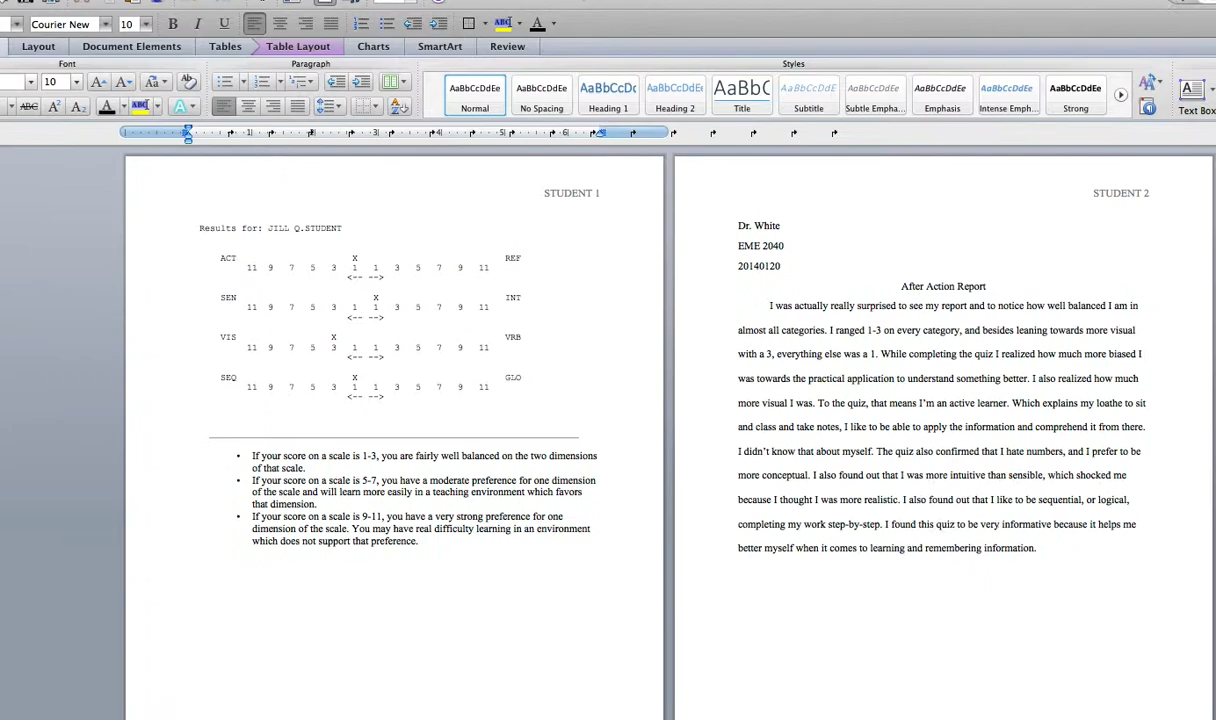 Courier New 10 B I U ABC A
Layout Document Elements Tables Table Layout Charts SmartArt Review
Font Paragraph Styles
10 A A Aa AaBbCcDdEe AaBbCcDdEe AaBbCcDc AaBbCcDdEe AaBbC AaBbCcDdEe AaBbCcDdEe AaBbCcDdEe AaBbCcDdEe AaBbCcDdEe
ABC A2 A2 A ABC A Normal No Spacing Heading 1 Heading 2 Title Subtitle Subtle Empha... Emphasis Intense Emph... Strong Text Box
1 2 3 4 5 6
STUDENT 1
Results for: JILL Q.STUDENT
ACT X REF
11 9 7 5 3 1 1 3 5 7 9 11
<-- -->
SEN X INT
11 9 7 5 3 1 1 3 5 7 9 11
<-- -->
VIS X VRB
11 9 7 5 3 1 1 3 5 7 9 11
<-- -->
SEQ X GLO
11 9 7 5 3 1 1 3 5 7 9 11
<-- -->
• If your score on a scale is 1-3, you are fairly well balanced on the two dimensions
of that scale.
• If your score on a scale is 5-7, you have a moderate preference for one dimension
of the scale and will learn more easily in a teaching environment which favors
that dimension.
• If your score on a scale is 9-11, you have a very strong preference for one
dimension of the scale. You may have real difficulty learning in an environment
which does not support that preference.
STUDENT 2
Dr. White
EME 2040
20140120
After Action Report
I was actually really surprised to see my report and to notice how well balanced I am in
almost all categories. I ranged 1-3 on every category, and besides leaning towards more visual
with a 3, everything else was a 1. While completing the quiz I realized how much more biased I
was towards the practical application to understand something better. I also realized how much
more visual I was. To the quiz, that means I'm an active learner. Which explains my loathe to sit
and class and take notes, I like to be able to apply the information and comprehend it from there.
I didn't know that about myself. The quiz also confirmed that I hate numbers, and I prefer to be
more conceptual. I also found out that I was more intuitive than sensible, which shocked me
because I thought I was more realistic. I also found out that I like to be sequential, or logical,
completing my work step-by-step. I found this quiz to be very informative because it helps me
better myself when it comes to learning and remembering information.